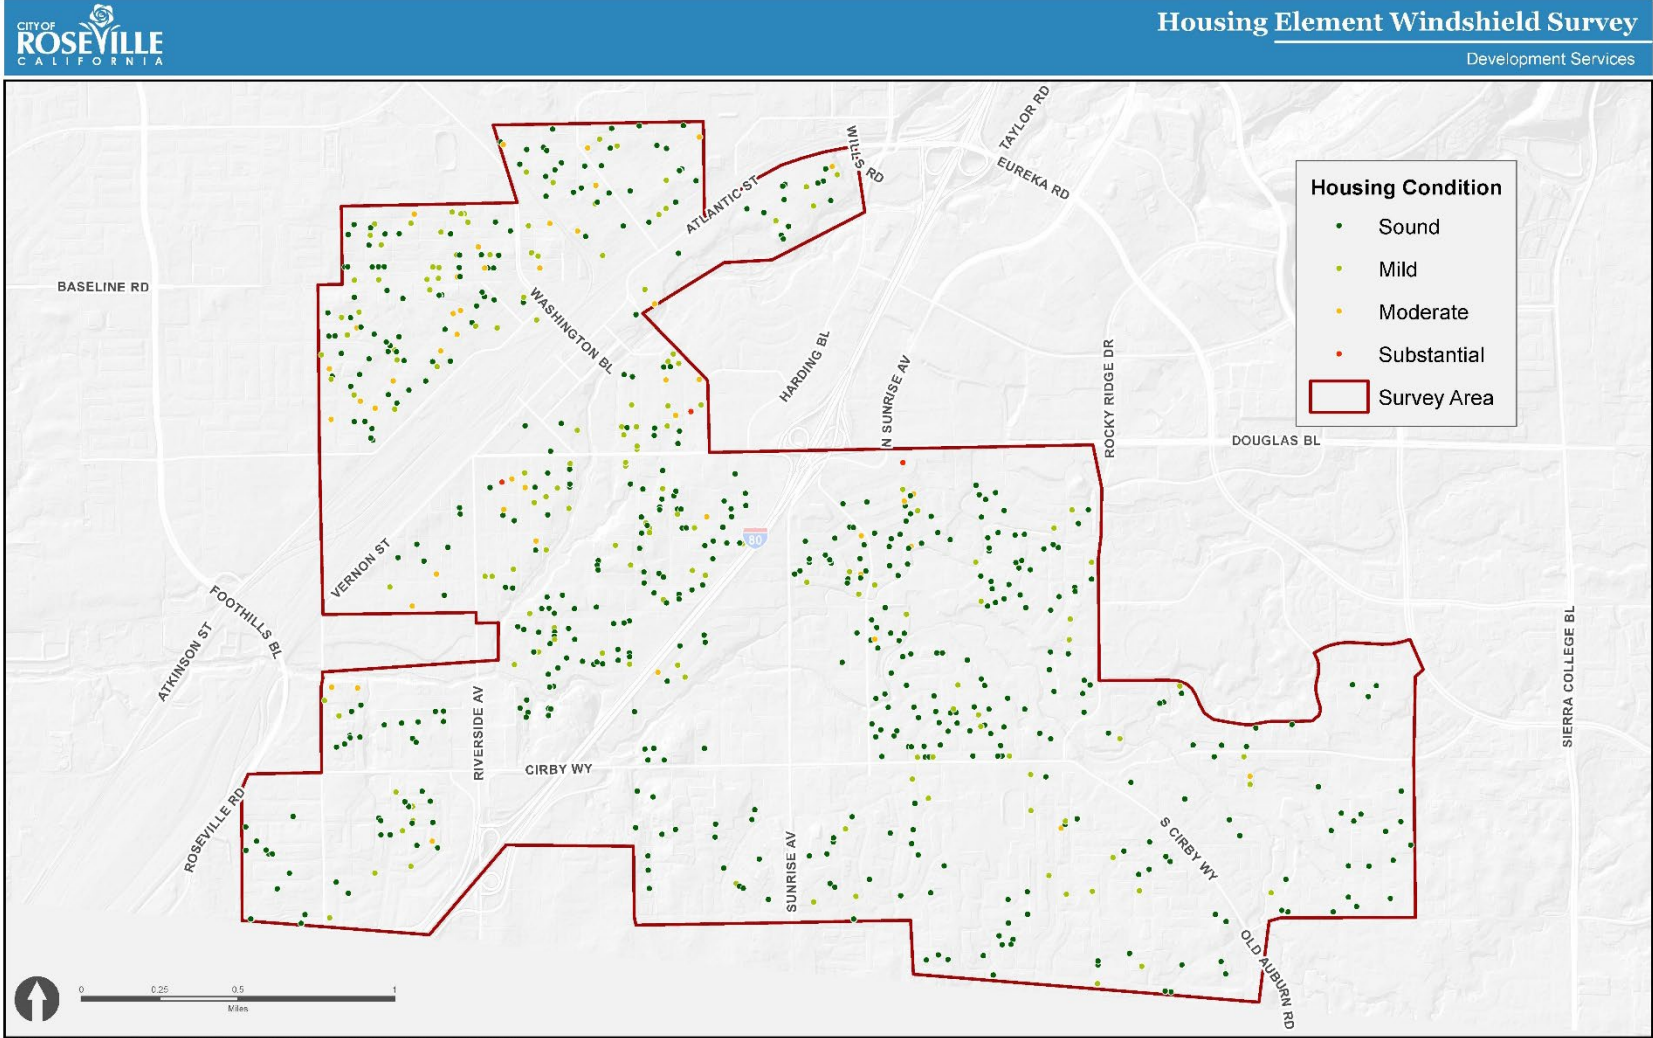 CITY OF
ROSEVILLE
CALIFORNIA
Housing Element Windshield Survey
Development Services
TAYLOR RD
WILLS RD
EUREKA RD
ATLANTIC ST
Housing Condition
Sound
Mild
Moderate
Substantial
Survey Area
BASELINE RD
WASHINGTON BL
HARDING BL
N SUNRISE AV
ROCKY RIDGE DR
DOUGLAS BL
80
VERNON ST
FOOTHILLS BL
ATKINSON ST
SIERRA COLLEGE BL
RIVERSIDE AV
CIRBY WY
ROSEVILLE RD
SUNRISE AV
S CIRBY WY
OLD AUBURN RD
0 0.25 0.5 1
Miles